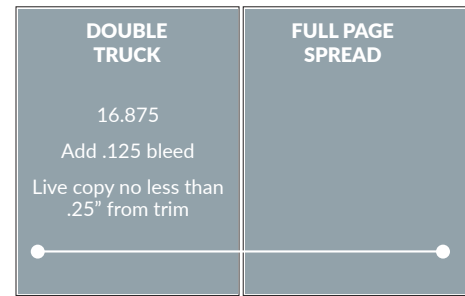 DOUBLE
TRUCK
16.875
Add .125 bleed
Live copy no less than
.25” from trim
FULL PAGE
SPREAD